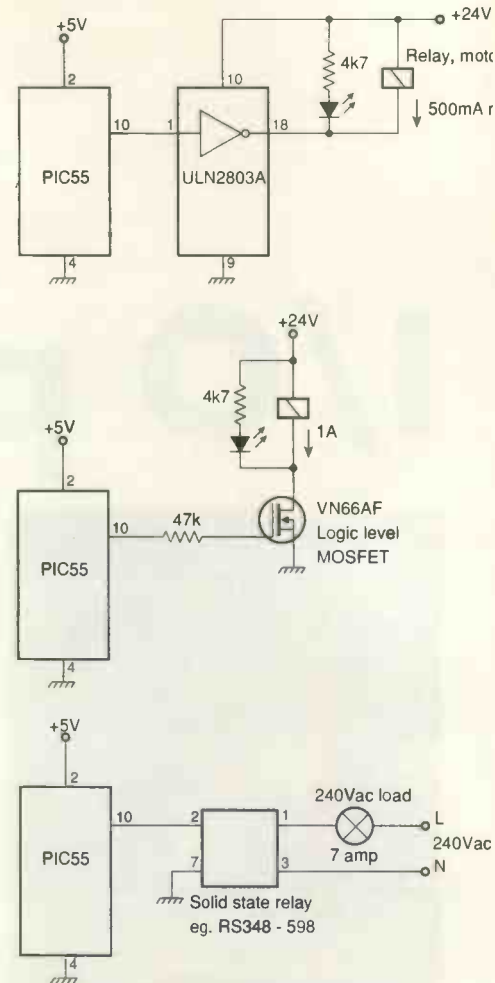 +5V
+24V
2
10
4k7
Relay,
10
1
18
500mA
PIC55
ULN2803A
4
9
+24V
4k7
+5V
1A
2
VN66AF
10
47k
Logic level
MOSFET
PIC55
4
+5V
2
240Vac load
10
2
1
L
PIC55
7 amp
240Vac
7
3
N
Solid state relay
eg. RS348 - 598
4